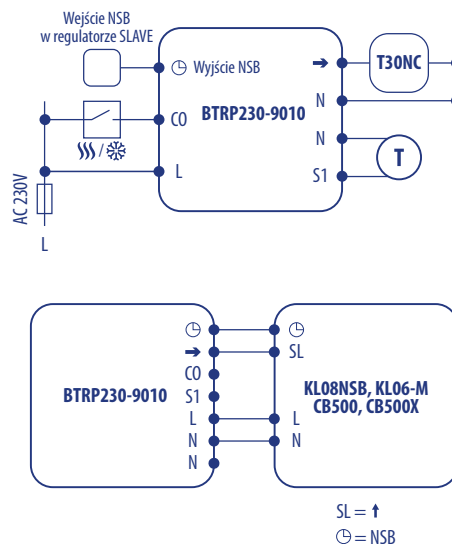 Wejście NSB
w regulatorze SLAVE
Wyjście NSB
➔
T30NC
N
CO
BTRP230-9010
N
T
L
S1
AC 230V
L
SL
CO
BTRP230-9010
S1
KL08NSB, KL06-M
CB500, CB500X
L
L
N
N
N
SL = ⬆
= NSB